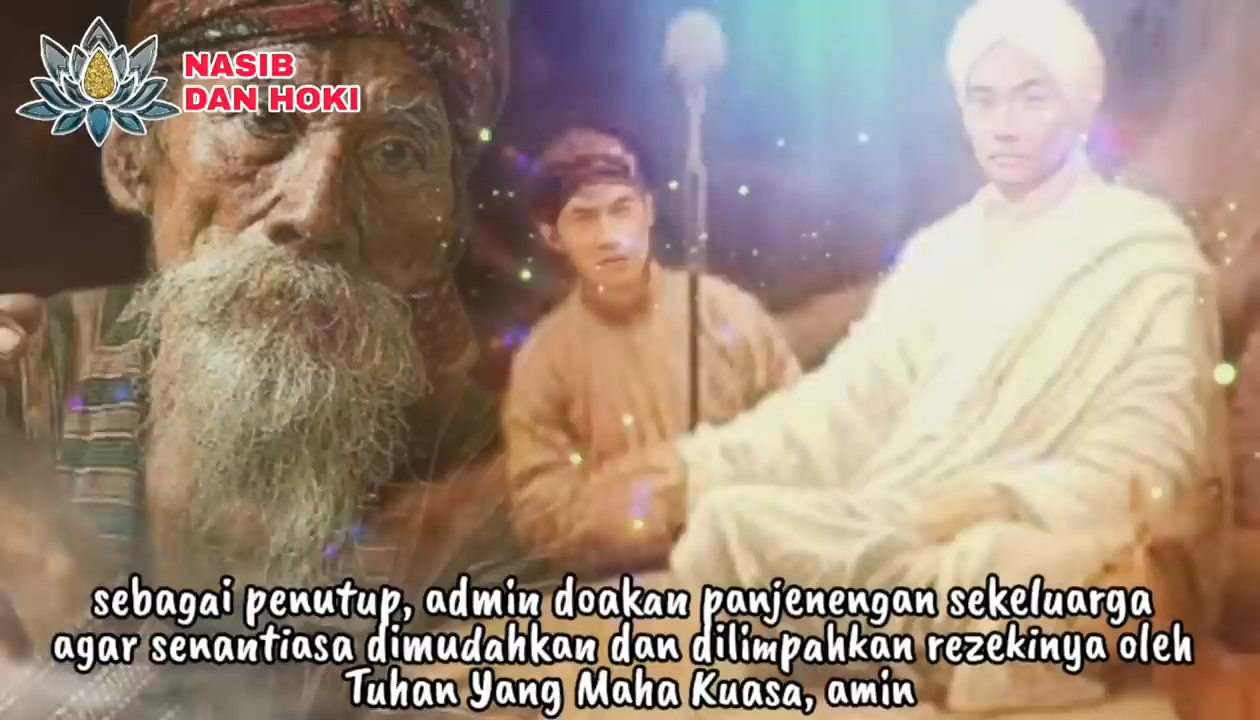 NASIB
DAN HOKI
sebagai penutup, admin doakan panjenengan sekeluarga
agar senantiasa dimudahkan dan dilimpahkan rezekinya oleh
Tuhan Yang Maha Kuasa, amin